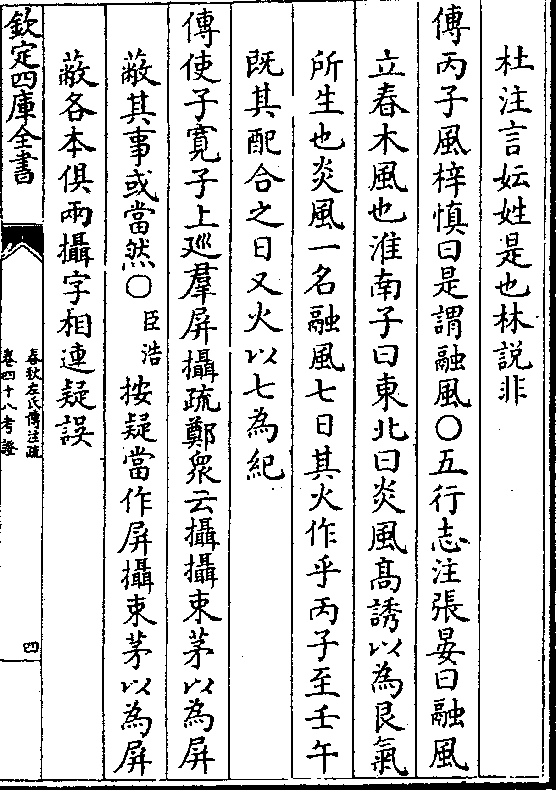 杜注言妘姓是也林說非
傳丙子風梓慎曰是謂融風〇五行志注張晏曰融風
立春木風也淮南子曰東北曰炎風髙誘以為艮氣
所生也炎風一名融風七日其火作乎丙子至壬午
既其配合之日又火以七為紀
傳使子寛子上廵羣屏攝疏鄭衆云攝攝束茅以為屏
蔽其事或當然〇臣浩按疑當作屏攝束茅以為屏
蔽各本俱兩攝字相連疑誤
欽定四庫全書
春秋左氏傳注疏
卷四十八考證
四